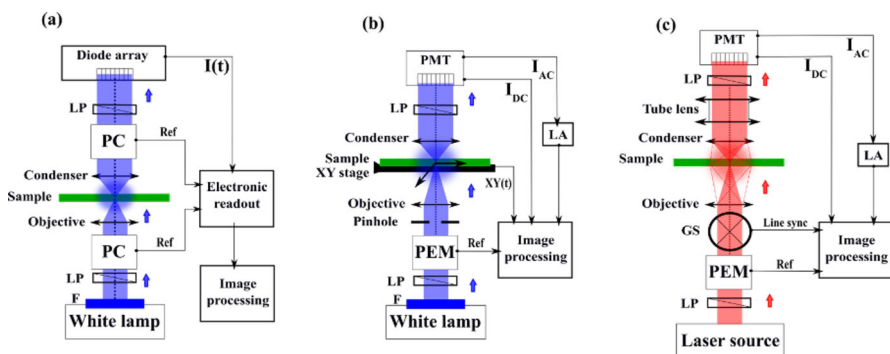 (a)
Diode array
I(t)
LP
PC
Ref
Condenser
Sample
Electronic
readout
Objective
PC
Ref
LP
Image
processing
F
White lamp
(b)
PMT
I_AC
I_DC
LP
LA
Condenser
Sample
XY stage
XY(t)
Objective
Pinhole
PEM
Ref
Image
processing
LP
F
White lamp
(c)
PMT
I_AC
I_DC
LP
Tube lens
Condenser
Sample
LA
Objective
GS
Line sync
Image
processing
PEM
Ref
LP
Laser source